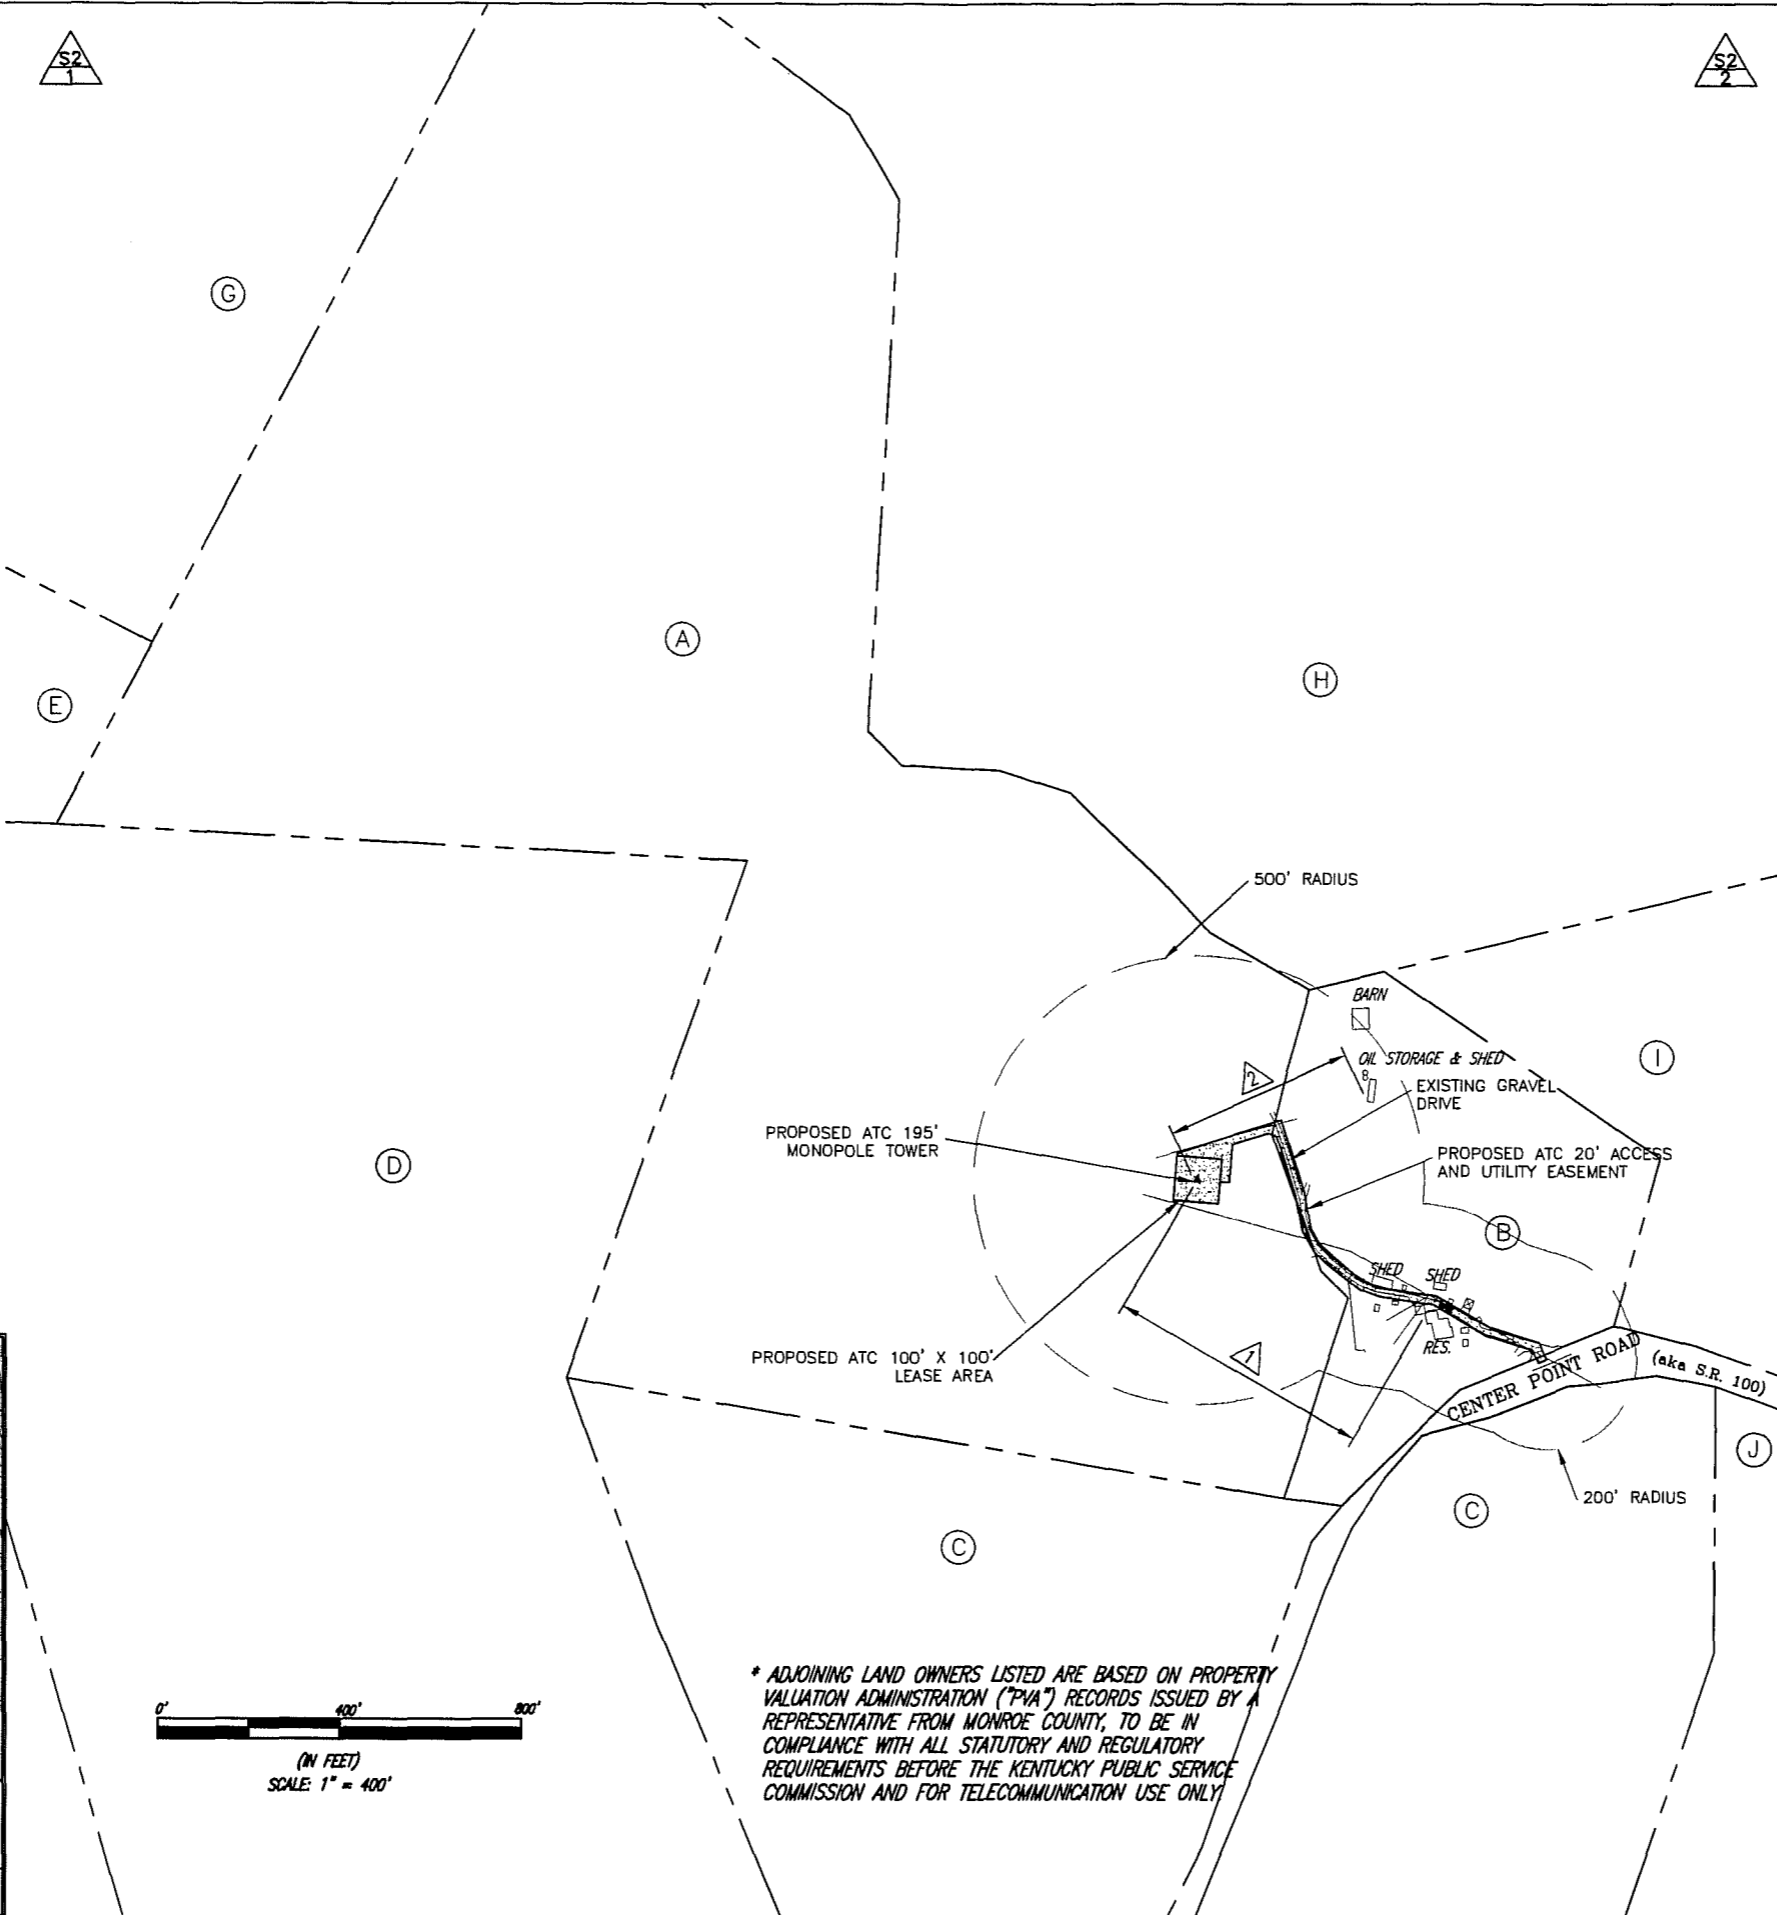 S2
1
S2
2
G
A
E
H
500' RADIUS
BARN
OIL STORAGE & SHED
8
I
2
EXISTING GRAVEL
DRIVE
PROPOSED ATC 195'
MONOPOLE TOWER
PROPOSED ATC 20' ACCESS
AND UTILITY EASEMENT
D
B
SHED
SHED
RES.
1
PROPOSED ATC 100' X 100'
LEASE AREA
CENTER POINT ROAD
(aka S.R. 100)
J
200' RADIUS
C
C
* ADJOINING LAND OWNERS LISTED ARE BASED ON PROPERTY
VALUATION ADMINISTRATION ("PVA") RECORDS ISSUED BY A
REPRESENTATIVE FROM MONROE COUNTY, TO BE IN
COMPLIANCE WITH ALL STATUTORY AND REGULATORY
REQUIREMENTS BEFORE THE KENTUCKY PUBLIC SERVICE
COMMISSION AND FOR TELECOMMUNICATION USE ONLY.
0' 400' 800'
(IN FEET)
SCALE: 1" = 400'